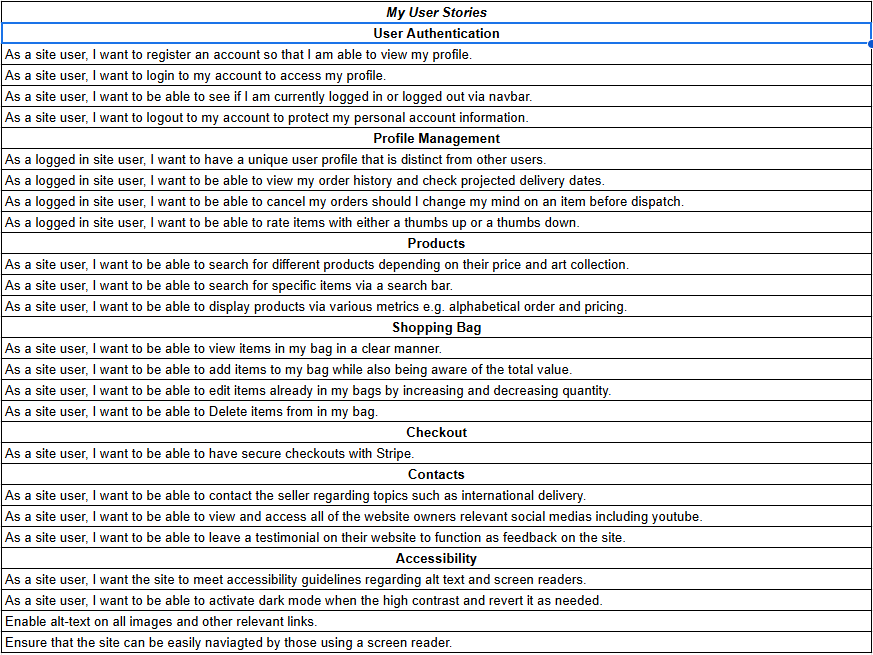 My User Stories
User Authentication
As a site user, I want to register an account so that I am able to view my profile.
As a site user, I want to login to my account to access my profile.
As a site user, I want to be able to see if I am currently logged in or logged out via navbar.
As a site user, I want to logout to my account to protect my personal account information.
Profile Management
As a logged in site user, I want to have a unique user profile that is distinct from other users.
As a logged in site user, I want to be able to view my order history and check projected delivery dates.
As a logged in site user, I want to be able to cancel my orders should I change my mind on an item before dispatch.
As a logged in site user, I want to be able to rate items with either a thumbs up or a thumbs down.
Products
As a site user, I want to be able to search for different products depending on their price and art collection.
As a site user, I want to be able to search for specific items via a search bar.
As a site user, I want to be able to display products via various metrics e.g. alphabetical order and pricing.
Shopping Bag
As a site user, I want to be able to view items in my bag in a clear manner.
As a site user, I want to be able to add items to my bag while also being aware of the total value.
As a site user, I want to be able to edit items already in my bags by increasing and decreasing quantity.
As a site user, I want to be able to Delete items from in my bag.
Checkout
As a site user, I want to be able to have secure checkouts with Stripe.
Contacts
As a site user, I want to be able to contact the seller regarding topics such as international delivery.
As a site user, I want to be able to view and access all of the website owners relevant social medias including youtube.
As a site user, I want to be able to leave a testimonial on their website to function as feedback on the site.
Accessibility
As a site user, I want the site to meet accessibility guidelines regarding alt text and screen readers.
As a site user, I want to be able to activate dark mode when the high contrast and revert it as needed.
Enable alt-text on all images and other relevant links.
Ensure that the site can be easily naviagted by those using a screen reader.